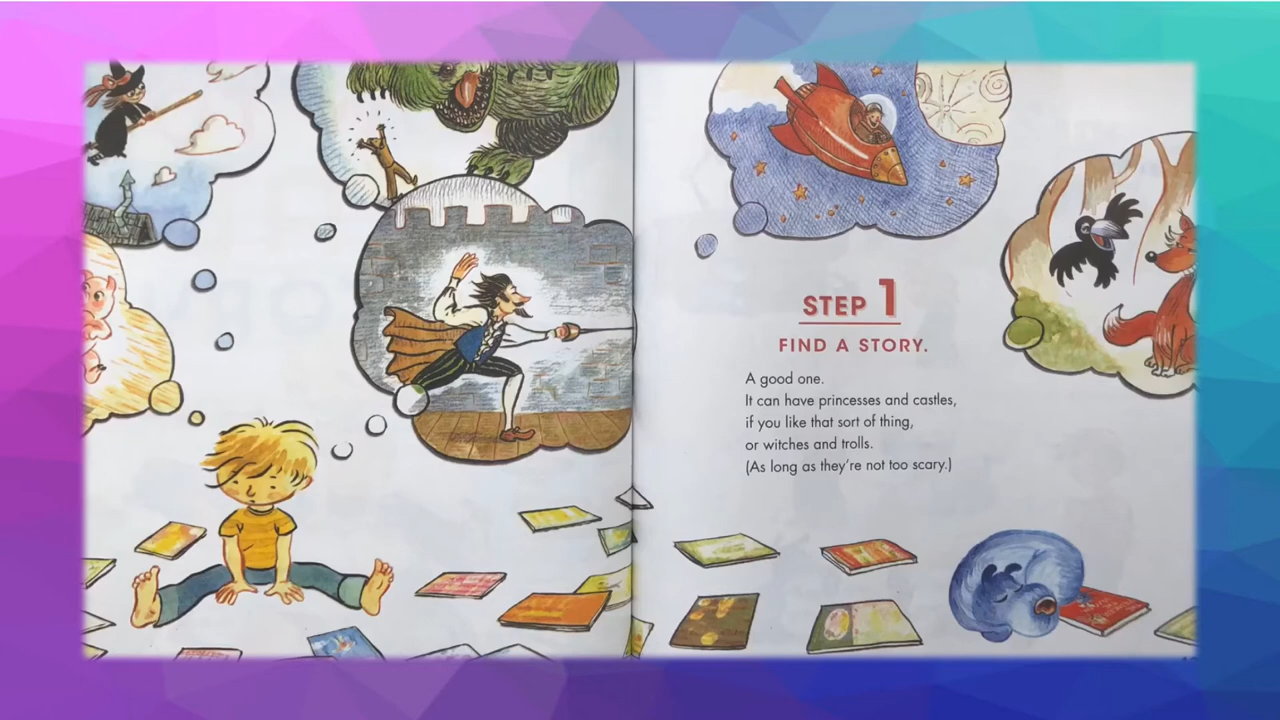 STEP 1
FIND A STORY.
A good one.
It can have princesses and castles,
if you like that sort of thing,
or witches and trolls.
(As long as they're not too scary.)